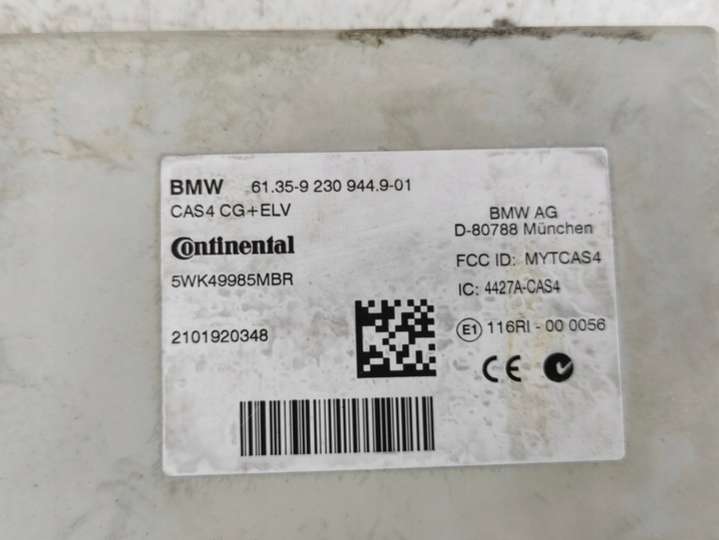 BMW 61.35-9 230 944.9-01
CAS4 CG+ELV
Continental
5WK49985MBR
2101920348
BMW AG
D-80788 München
FCC ID: MYTCAS4
IC: 4427A-CAS4
E1 116RI - 00 0056
CE